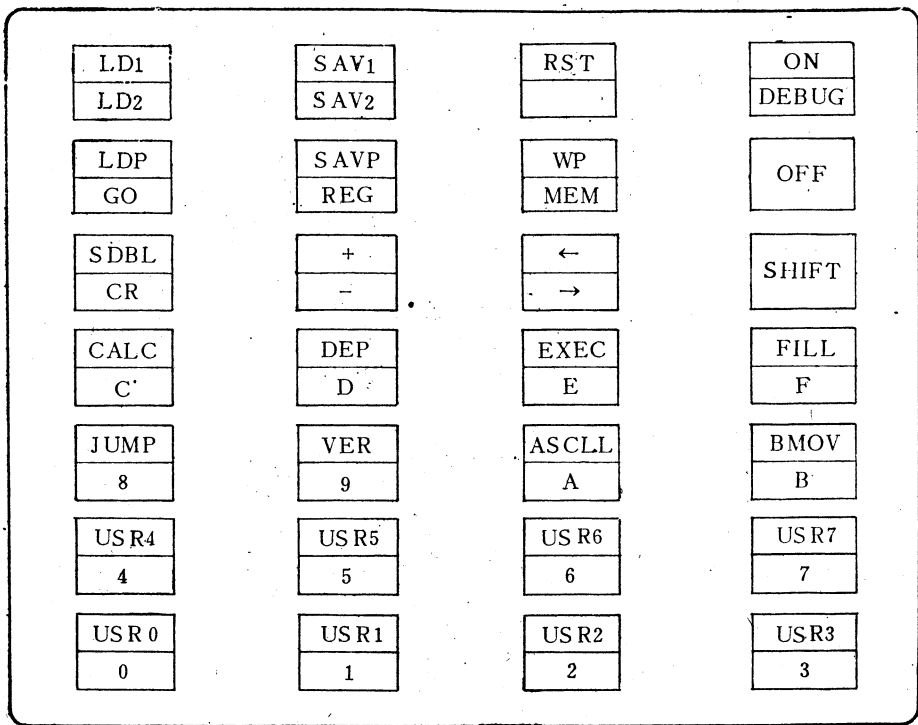 LD1 SAV1 RST ON
LD2 SAV2 DEBUG
LDP SAVP WP OFF
GO REG MEM
SDBL + ← SHIFT
CR − →
CALC DEP EXEC FILL
C D E F
JUMP VER ASCLL BMOV
8 9 A B
USR4 USR5 USR6 USR7
4 5 6 7
USR0 USR1 USR2 USR3
0 1 2 3